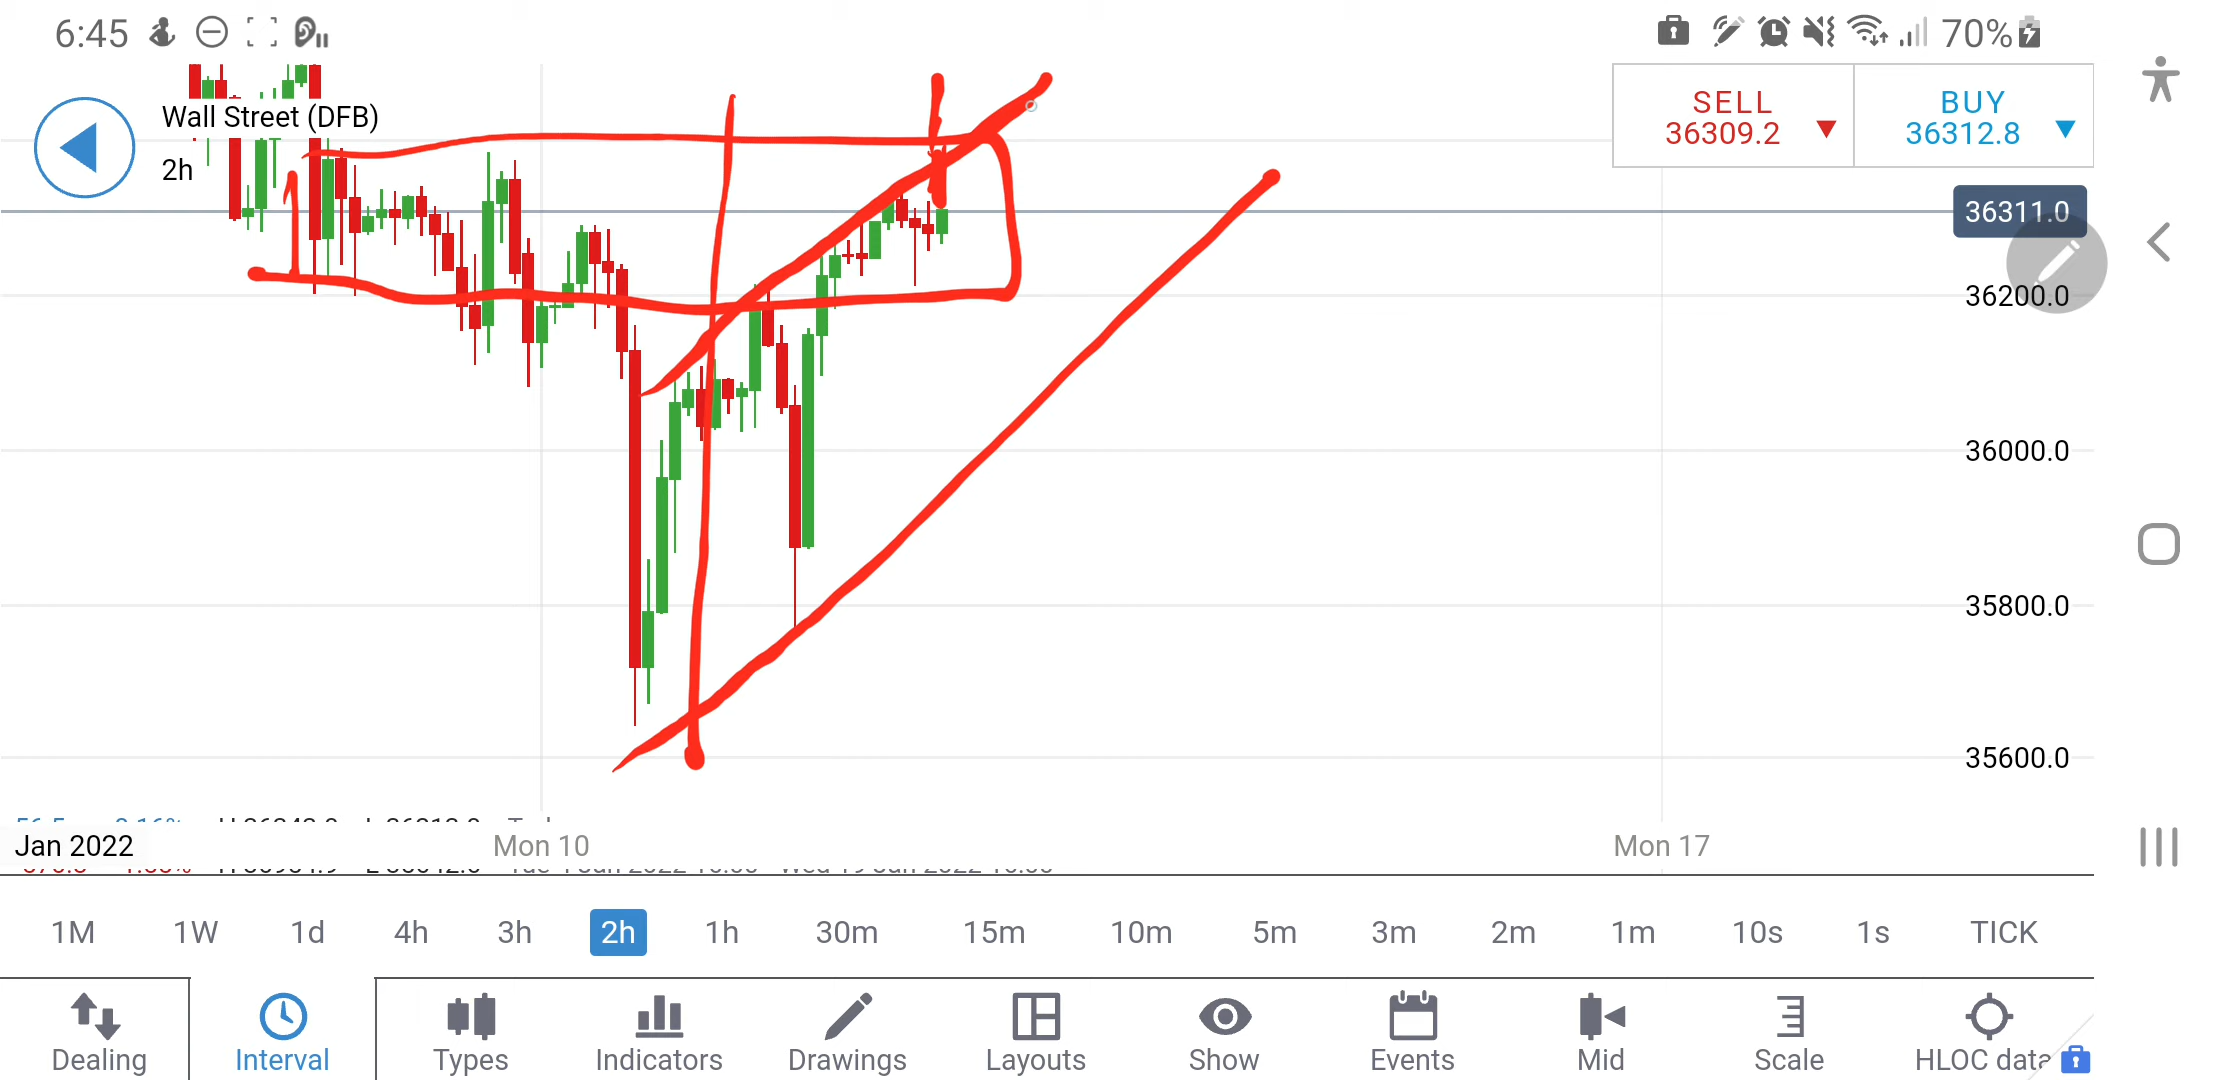 6:45
70%
Wall Street (DFB)
2h
SELL
36309.2
BUY
36312.8
36311.0
36200.0
36000.0
35800.0
35600.0
Jan 2022
Mon 10
Mon 17
1M 1W 1d 4h 3h 2h 1h 30m 15m 10m 5m 3m 2m 1m 10s 1s TICK
Dealing Interval Types Indicators Drawings Layouts Show Events Mid Scale HLOC data